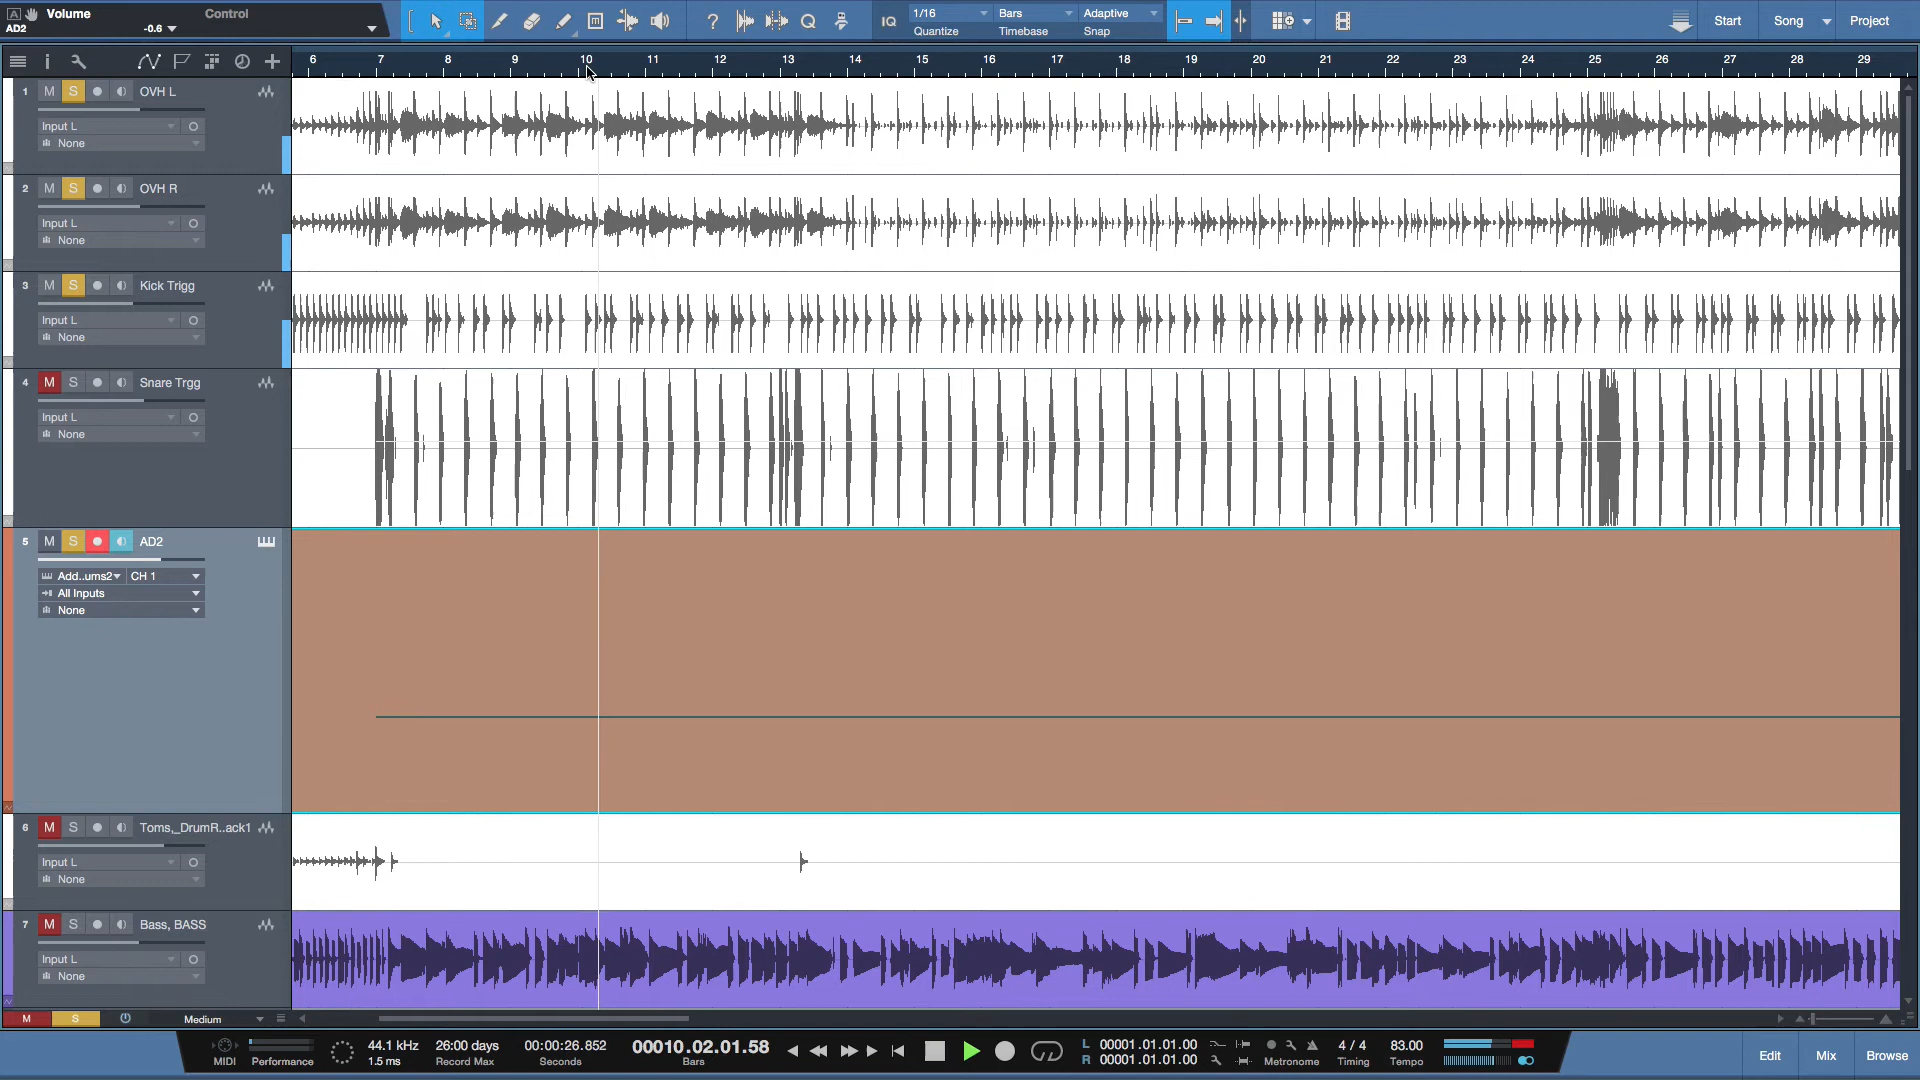 A Volume Control
AD2 -0.6
IQ 1/16 Bars Adaptive Start Song Project
Quantize Timebase Snap
6 7 8 9 10 11 12 13 14 15 16 17 18 19 20 21 22 23 24 25 26 27 28 29
1 M S OVH L
Input L
None
2 M S OVH R
Input L
None
3 M S Kick Trigg
Input L
None
4 M S Snare Trgg
Input L
None
5 M S AD2
Add..ums2 CH 1
All Inputs
None
6 M S Toms,_DrumR..ack1
Input L
None
7 M S Bass, BASS
Input L
None
M S Medium
44.1 kHz 26:00 days 00:00:26.852 00010.02.01.58 L 00001.01.01.00 4 / 4 83.00
MIDI Performance 1.5 ms Record Max Seconds Bars R 00001.01.01.00 Metronome Timing Tempo
Edit Mix Browse